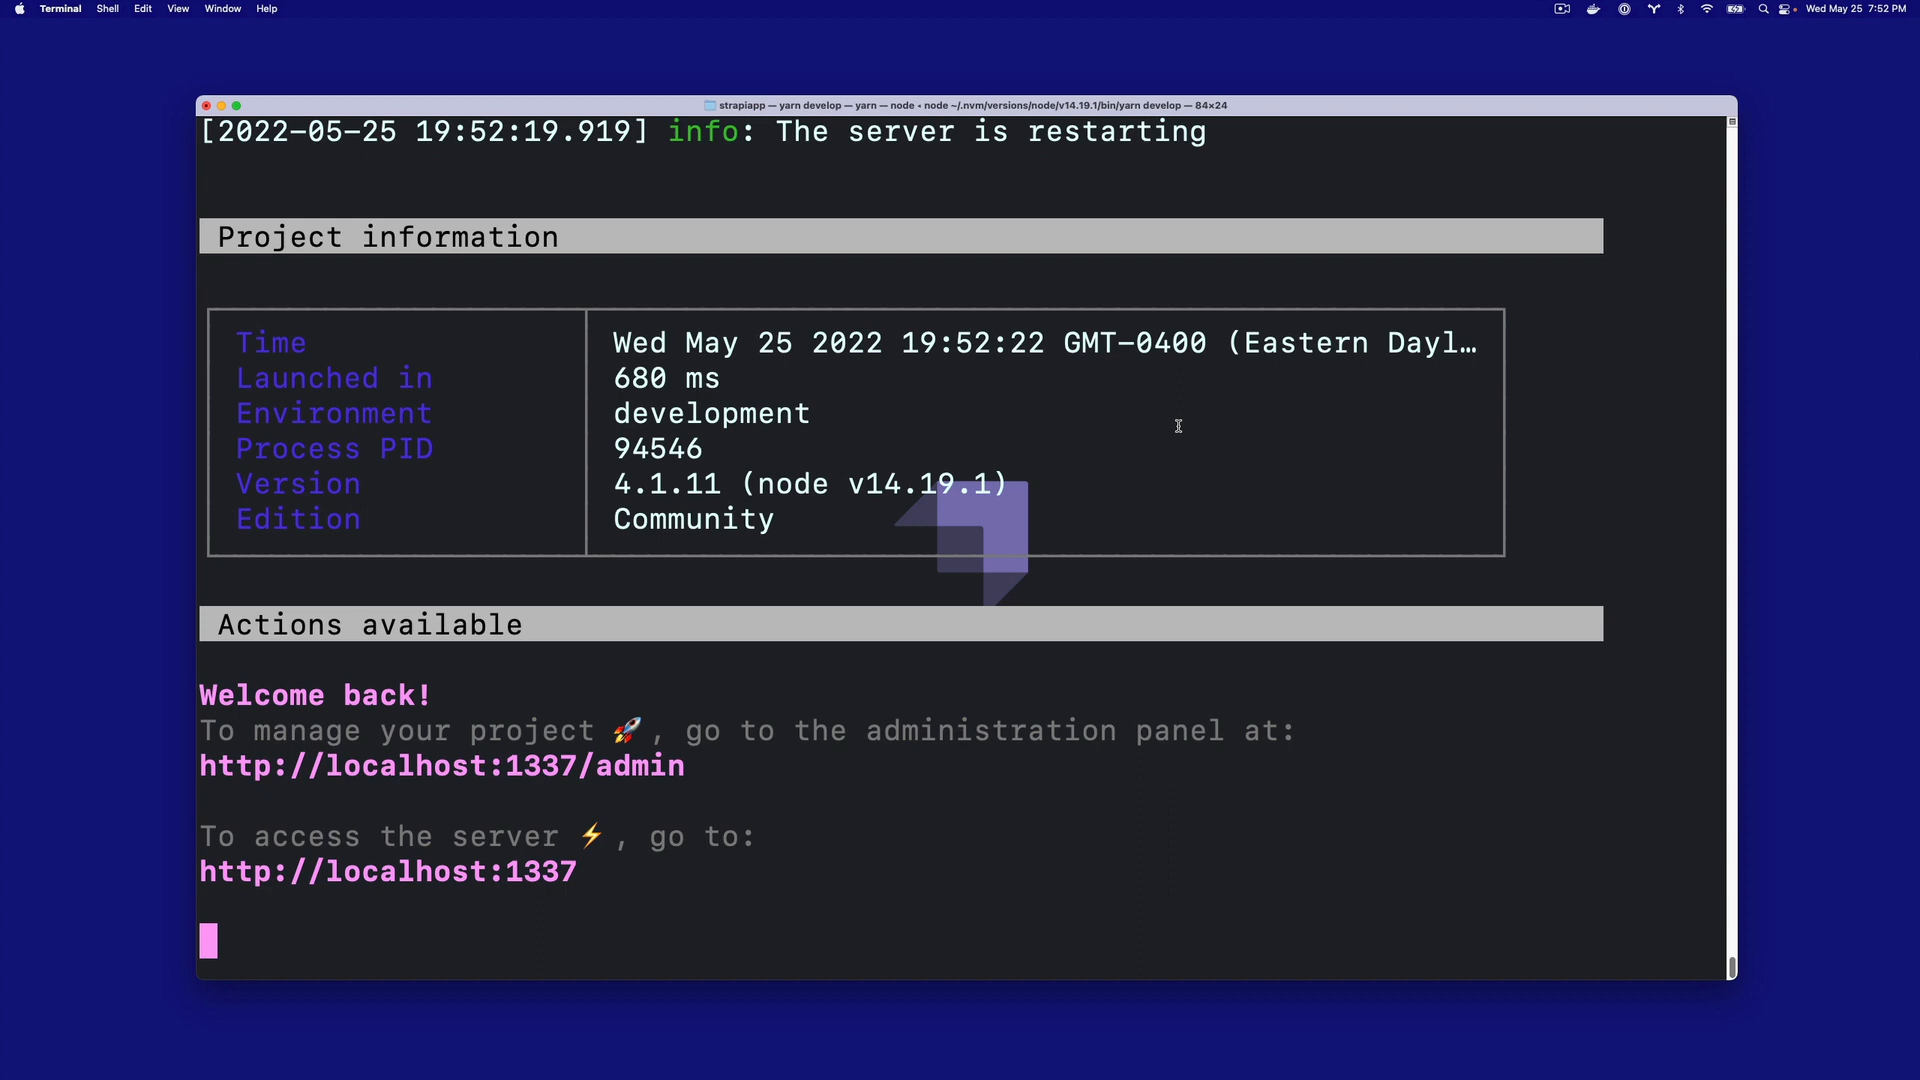 Terminal Shell Edit View Window Help Wed May 25 7:52 PM
strapiapp — yarn develop — yarn — node ◂ node ~/.nvm/versions/node/v14.19.1/bin/yarn develop — 84×24
[2022-05-25 19:52:19.919] info: The server is restarting
Project information
Time Wed May 25 2022 19:52:22 GMT-0400 (Eastern Dayl…
Launched in 680 ms
Environment development
Process PID 94546
Version 4.1.11 (node v14.19.1)
Edition Community
Actions available
Welcome back!
To manage your project 🚀, go to the administration panel at:
http://localhost:1337/admin
To access the server ⚡, go to:
http://localhost:1337